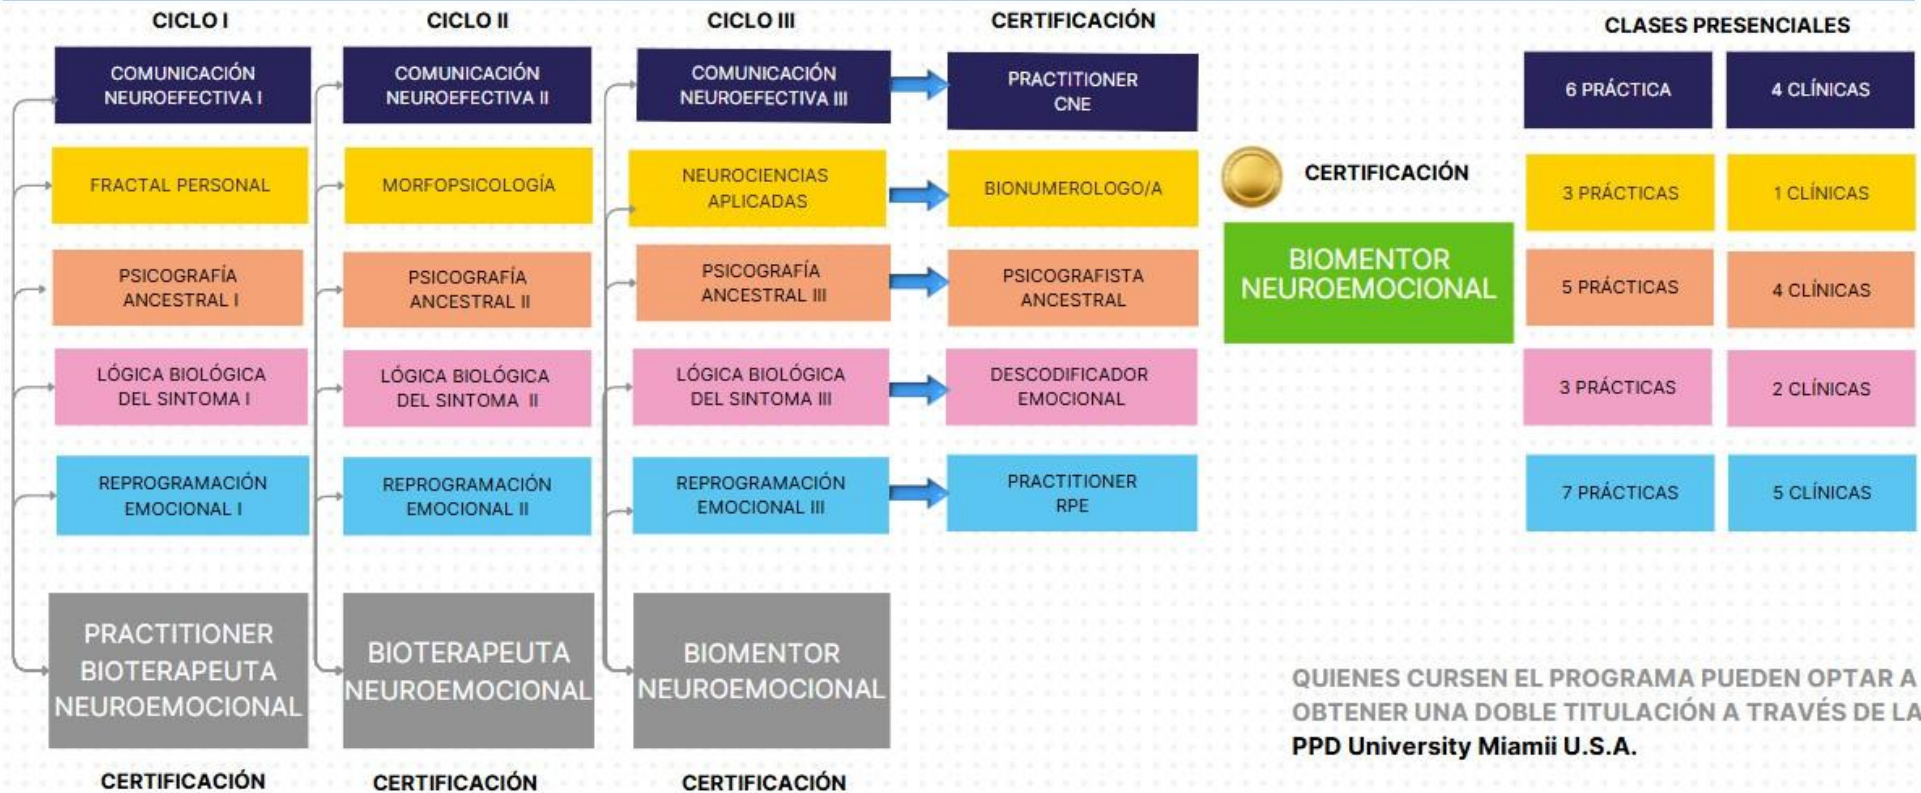 CICLO I
CICLO II
CICLO III
CERTIFICACIÓN
CLASES PRESENCIALES
COMUNICACIÓN
NEUROEFECTIVA I
COMUNICACIÓN
NEUROEFECTIVA II
COMUNICACIÓN
NEUROEFECTIVA III
PRACTITIONER
CNE
6 PRÁCTICA
4 CLÍNICAS
FRACTAL PERSONAL
MORFOPSICOLOGÍA
NEUROCIENCIAS
APLICADAS
BIONUMEROLOGO/A
CERTIFICACIÓN
3 PRÁCTICAS
1 CLÍNICAS
PSICOGRAFÍA
ANCESTRAL I
PSICOGRAFÍA
ANCESTRAL II
PSICOGRAFÍA
ANCESTRAL III
PSICOGRAFISTA
ANCESTRAL
BIOMENTOR
NEUROEMOCIONAL
5 PRÁCTICAS
4 CLÍNICAS
LÓGICA BIOLÓGICA
DEL SINTOMA I
LÓGICA BIOLÓGICA
DEL SINTOMA II
LÓGICA BIOLÓGICA
DEL SINTOMA III
DESCODIFICADOR
EMOCIONAL
3 PRÁCTICAS
2 CLÍNICAS
REPROGRAMACIÓN
EMOCIONAL I
REPROGRAMACIÓN
EMOCIONAL II
REPROGRAMACIÓN
EMOCIONAL III
PRACTITIONER
RPE
7 PRÁCTICAS
5 CLÍNICAS
PRACTITIONER
BIOTERAPEUTA
NEUROEMOCIONAL
BIOTERAPEUTA
NEUROEMOCIONAL
BIOMENTOR
NEUROEMOCIONAL
QUIENES CURSEN EL PROGRAMA PUEDEN OPTAR A
OBTENER UNA DOBLE TITULACIÓN A TRAVÉS DE LA
PPD University Miamii U.S.A.
CERTIFICACIÓN
CERTIFICACIÓN
CERTIFICACIÓN